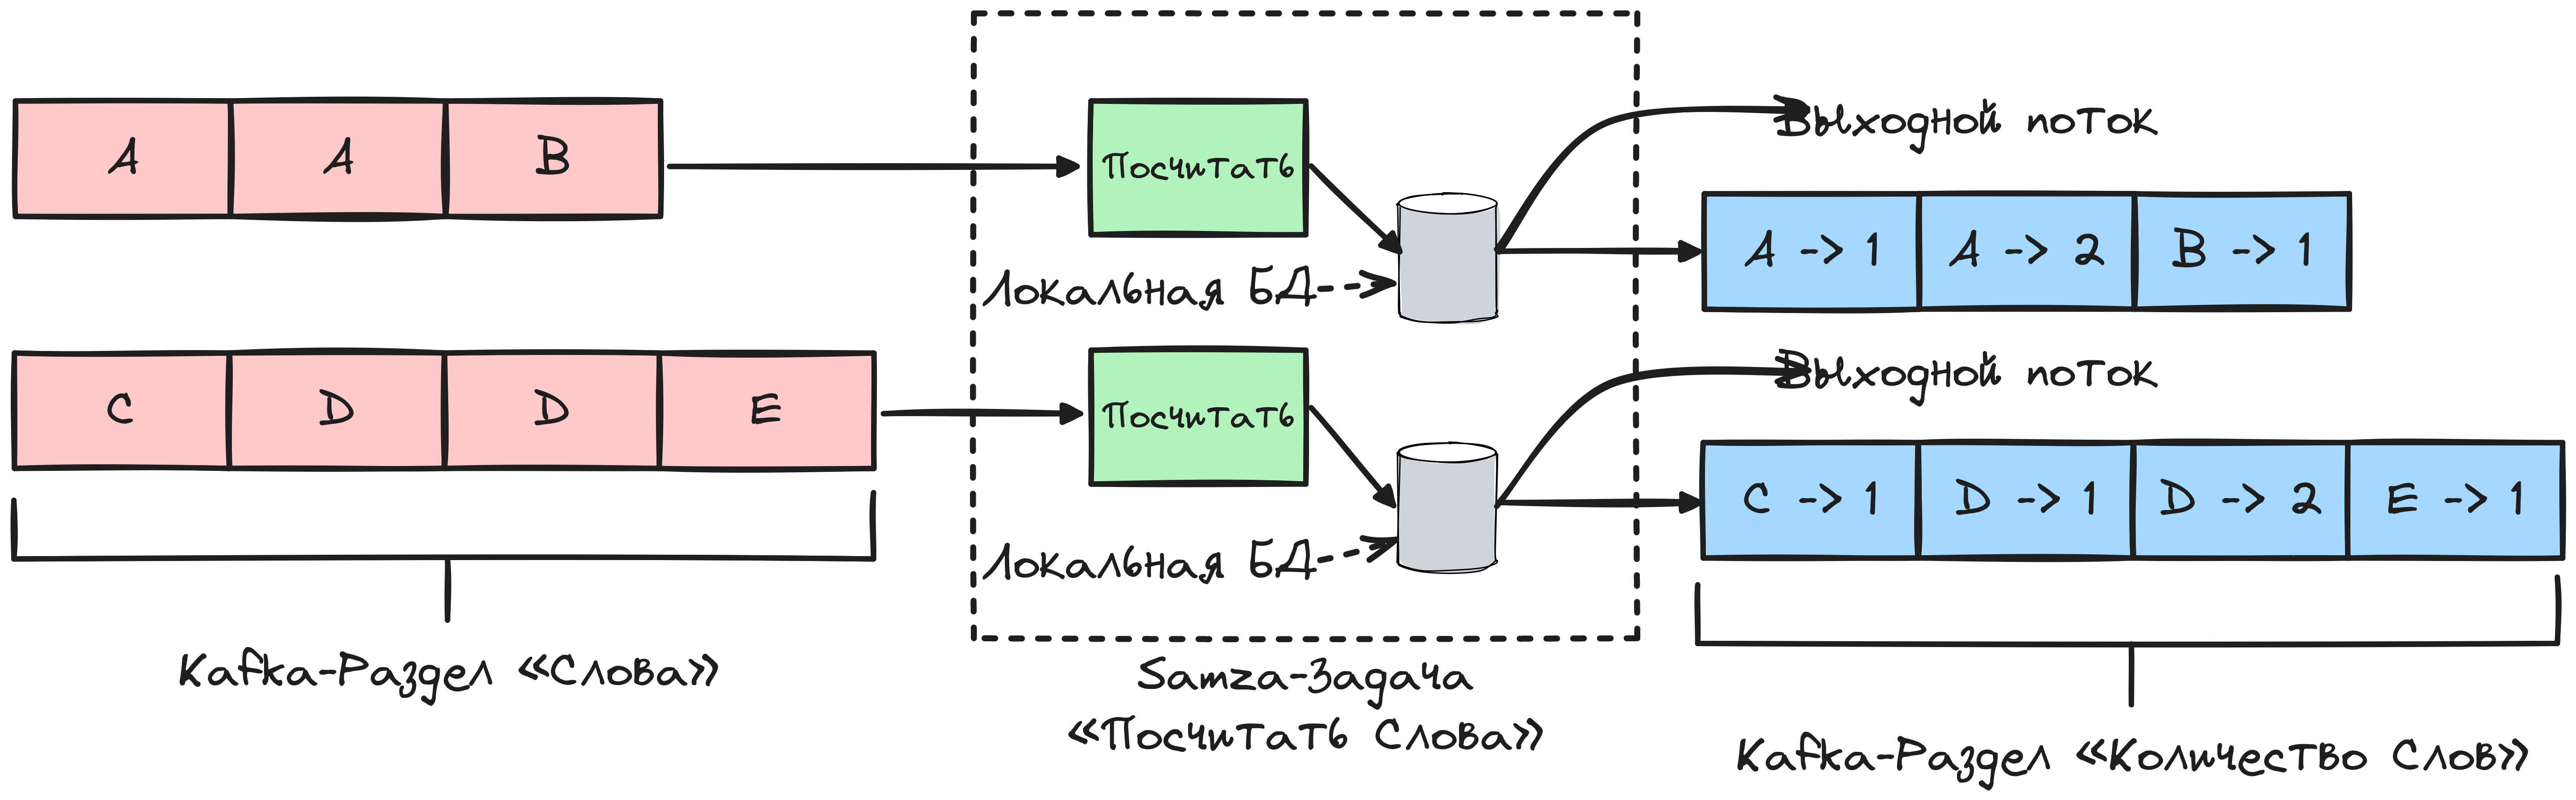 A A B
Посчитать
Выходной поток
Локальная БД
A -> 1 A -> 2 B -> 1
C D D E
Посчитать
Выходной поток
Локальная БД
C -> 1 D -> 1 D -> 2 E -> 1
Kafka-Раздел «Слова»
Samza-Задача
«Посчитать Слова»
Kafka-Раздел «Количество Слов»